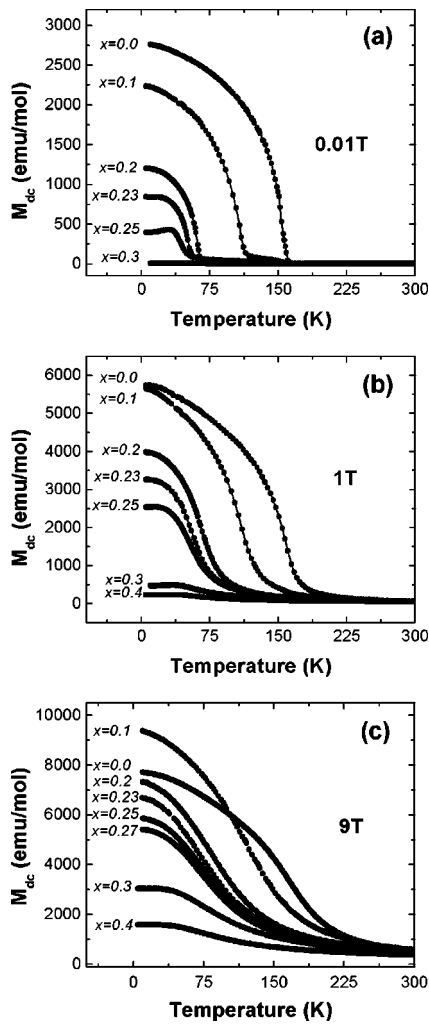 (a)
3000
2500
2000
1500
1000
500
0
M_dc (emu/mol)
x=0.0
x=0.1
x=0.2
x=0.23
x=0.25
x=0.3
0.01T
0 75 150 225 300
Temperature (K)
(b)
6000
5000
4000
3000
2000
1000
0
M_dc (emu/mol)
x=0.0
x=0.1
x=0.2
x=0.23
x=0.25
x=0.3
x=0.4
1T
0 75 150 225 300
Temperature (K)
(c)
10000
8000
6000
4000
2000
0
M_dc (emu/mol)
x=0.1
x=0.0
x=0.2
x=0.23
x=0.25
x=0.27
x=0.3
x=0.4
9T
0 75 150 225 300
Temperature (K)